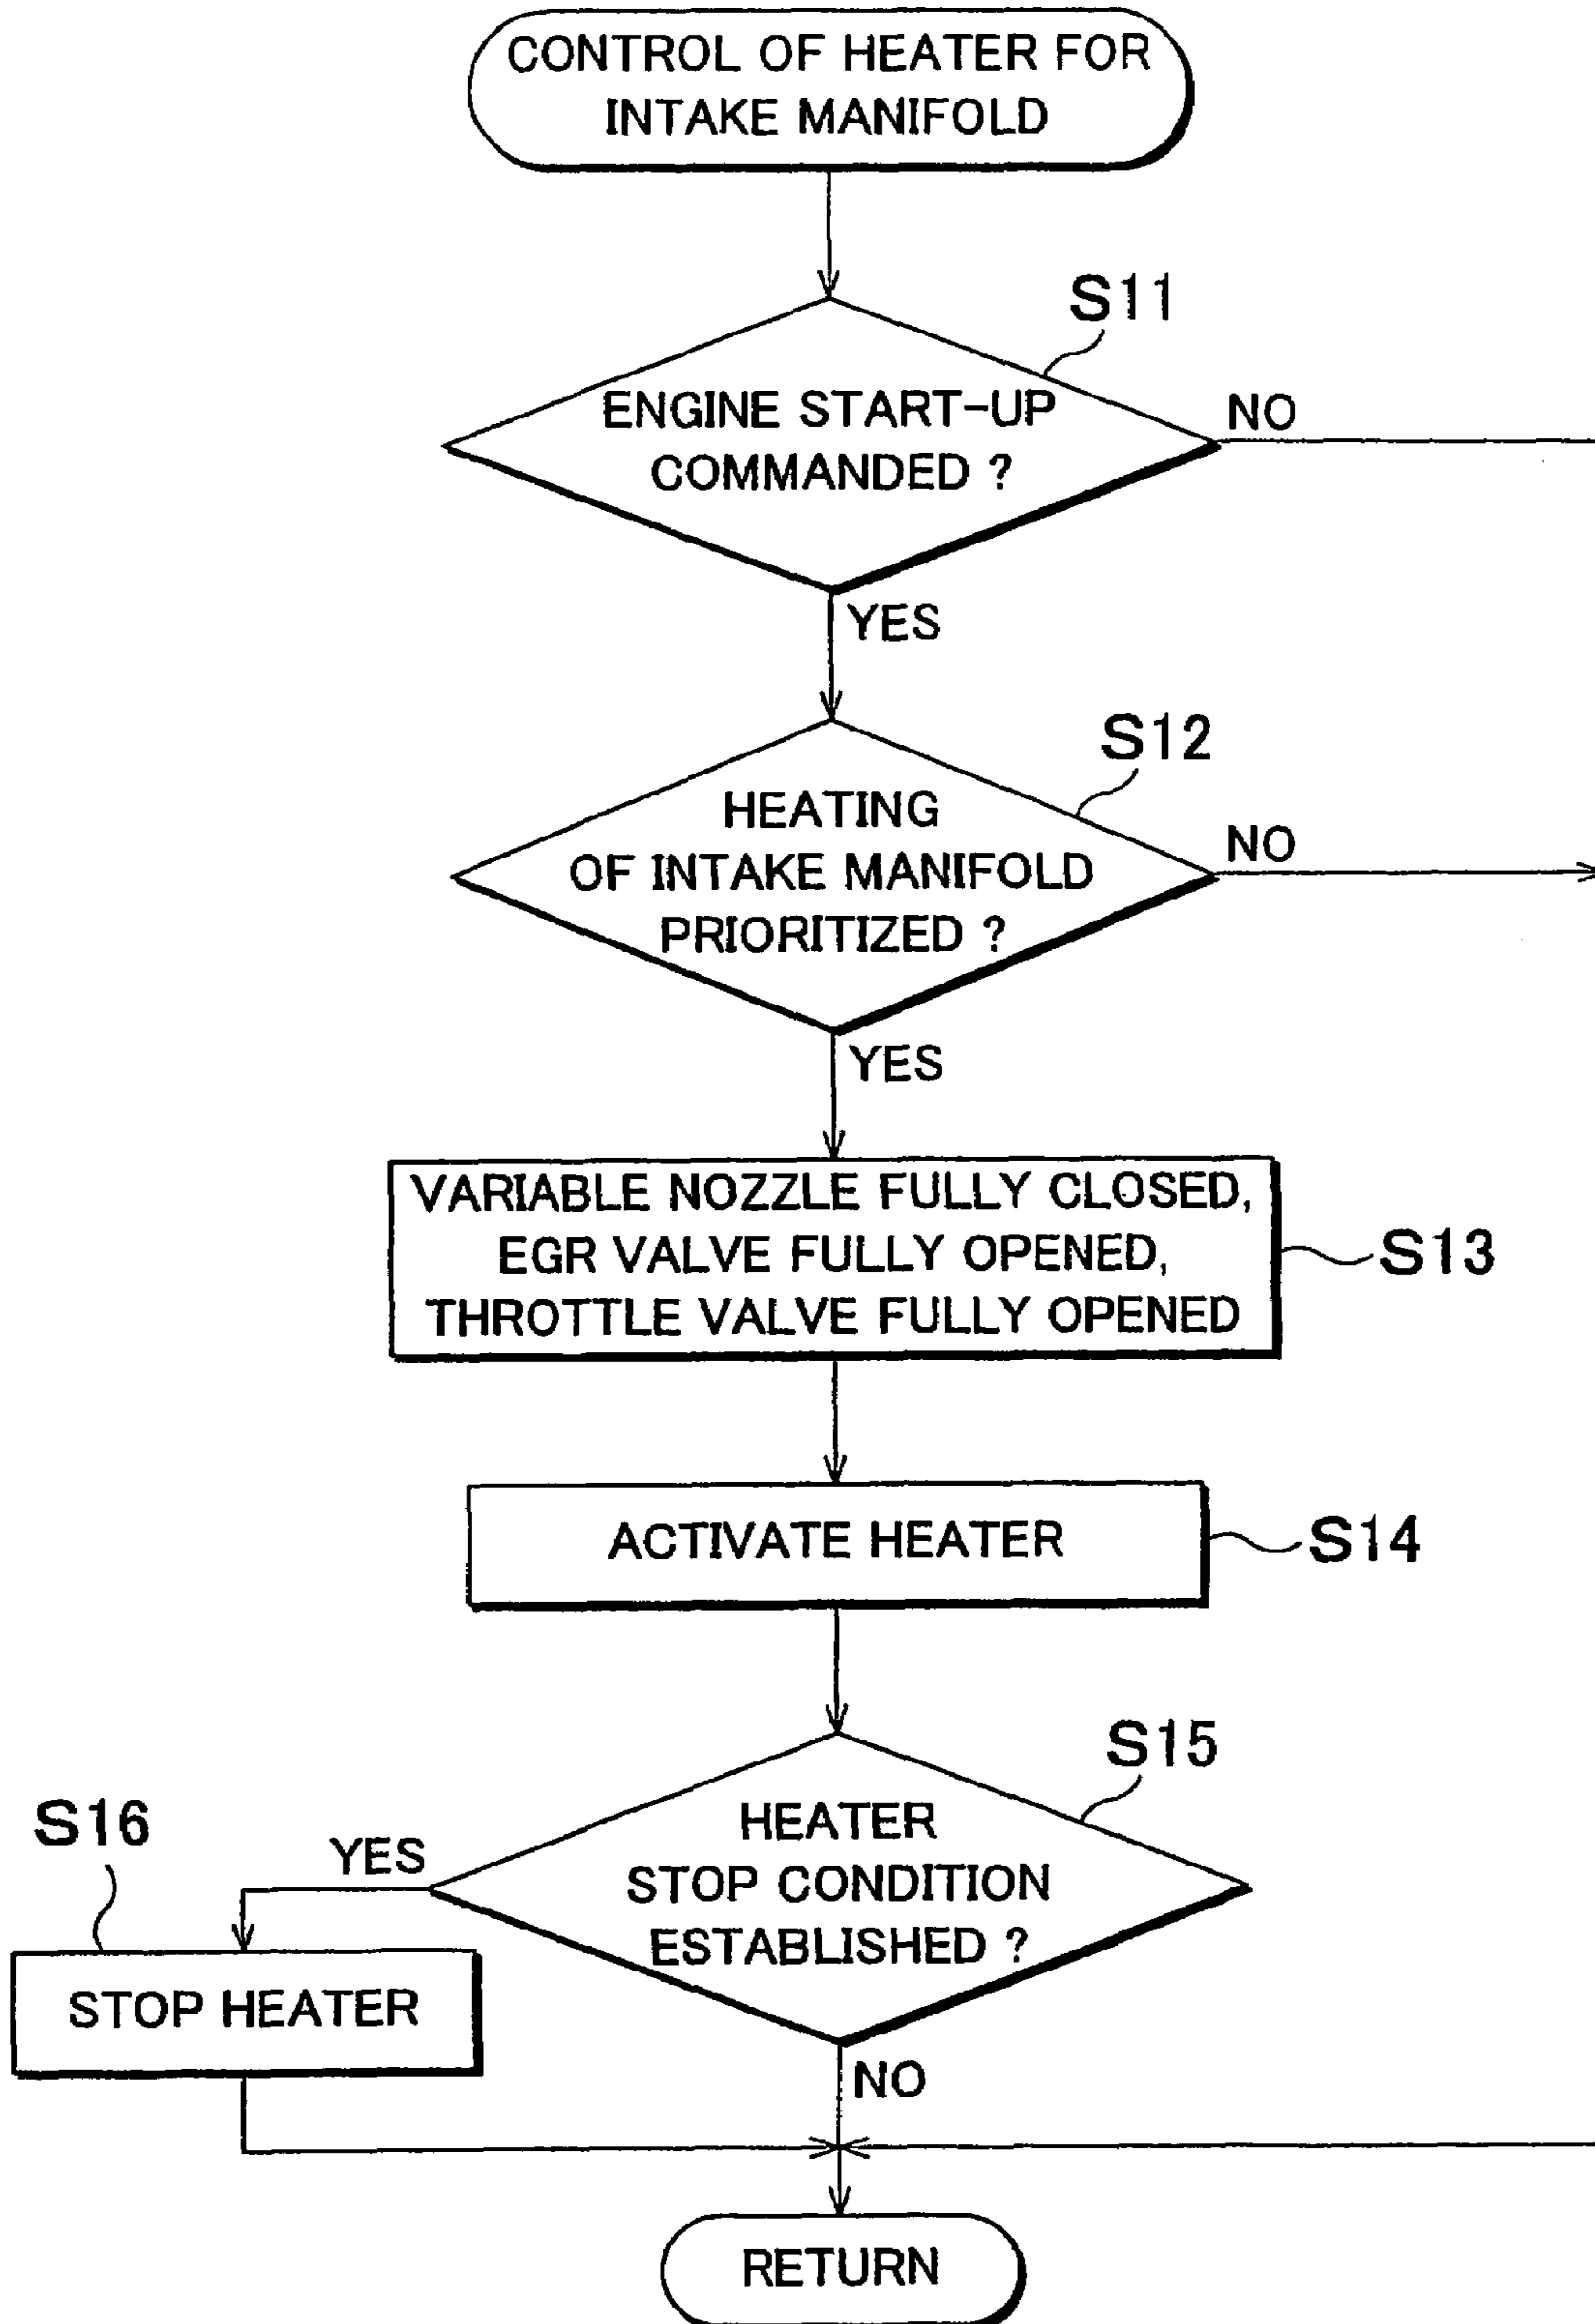 CONTROL OF HEATER FOR
INTAKE MANIFOLD
S11
ENGINE START-UP
COMMANDED ?
NO
YES
S12
HEATING
OF INTAKE MANIFOLD
PRIORITIZED ?
NO
YES
VARIABLE NOZZLE FULLY CLOSED,
EGR VALVE FULLY OPENED,
THROTTLE VALVE FULLY OPENED
S13
ACTIVATE HEATER
S14
S15
HEATER
STOP CONDITION
ESTABLISHED ?
S16
YES
STOP HEATER
NO
RETURN